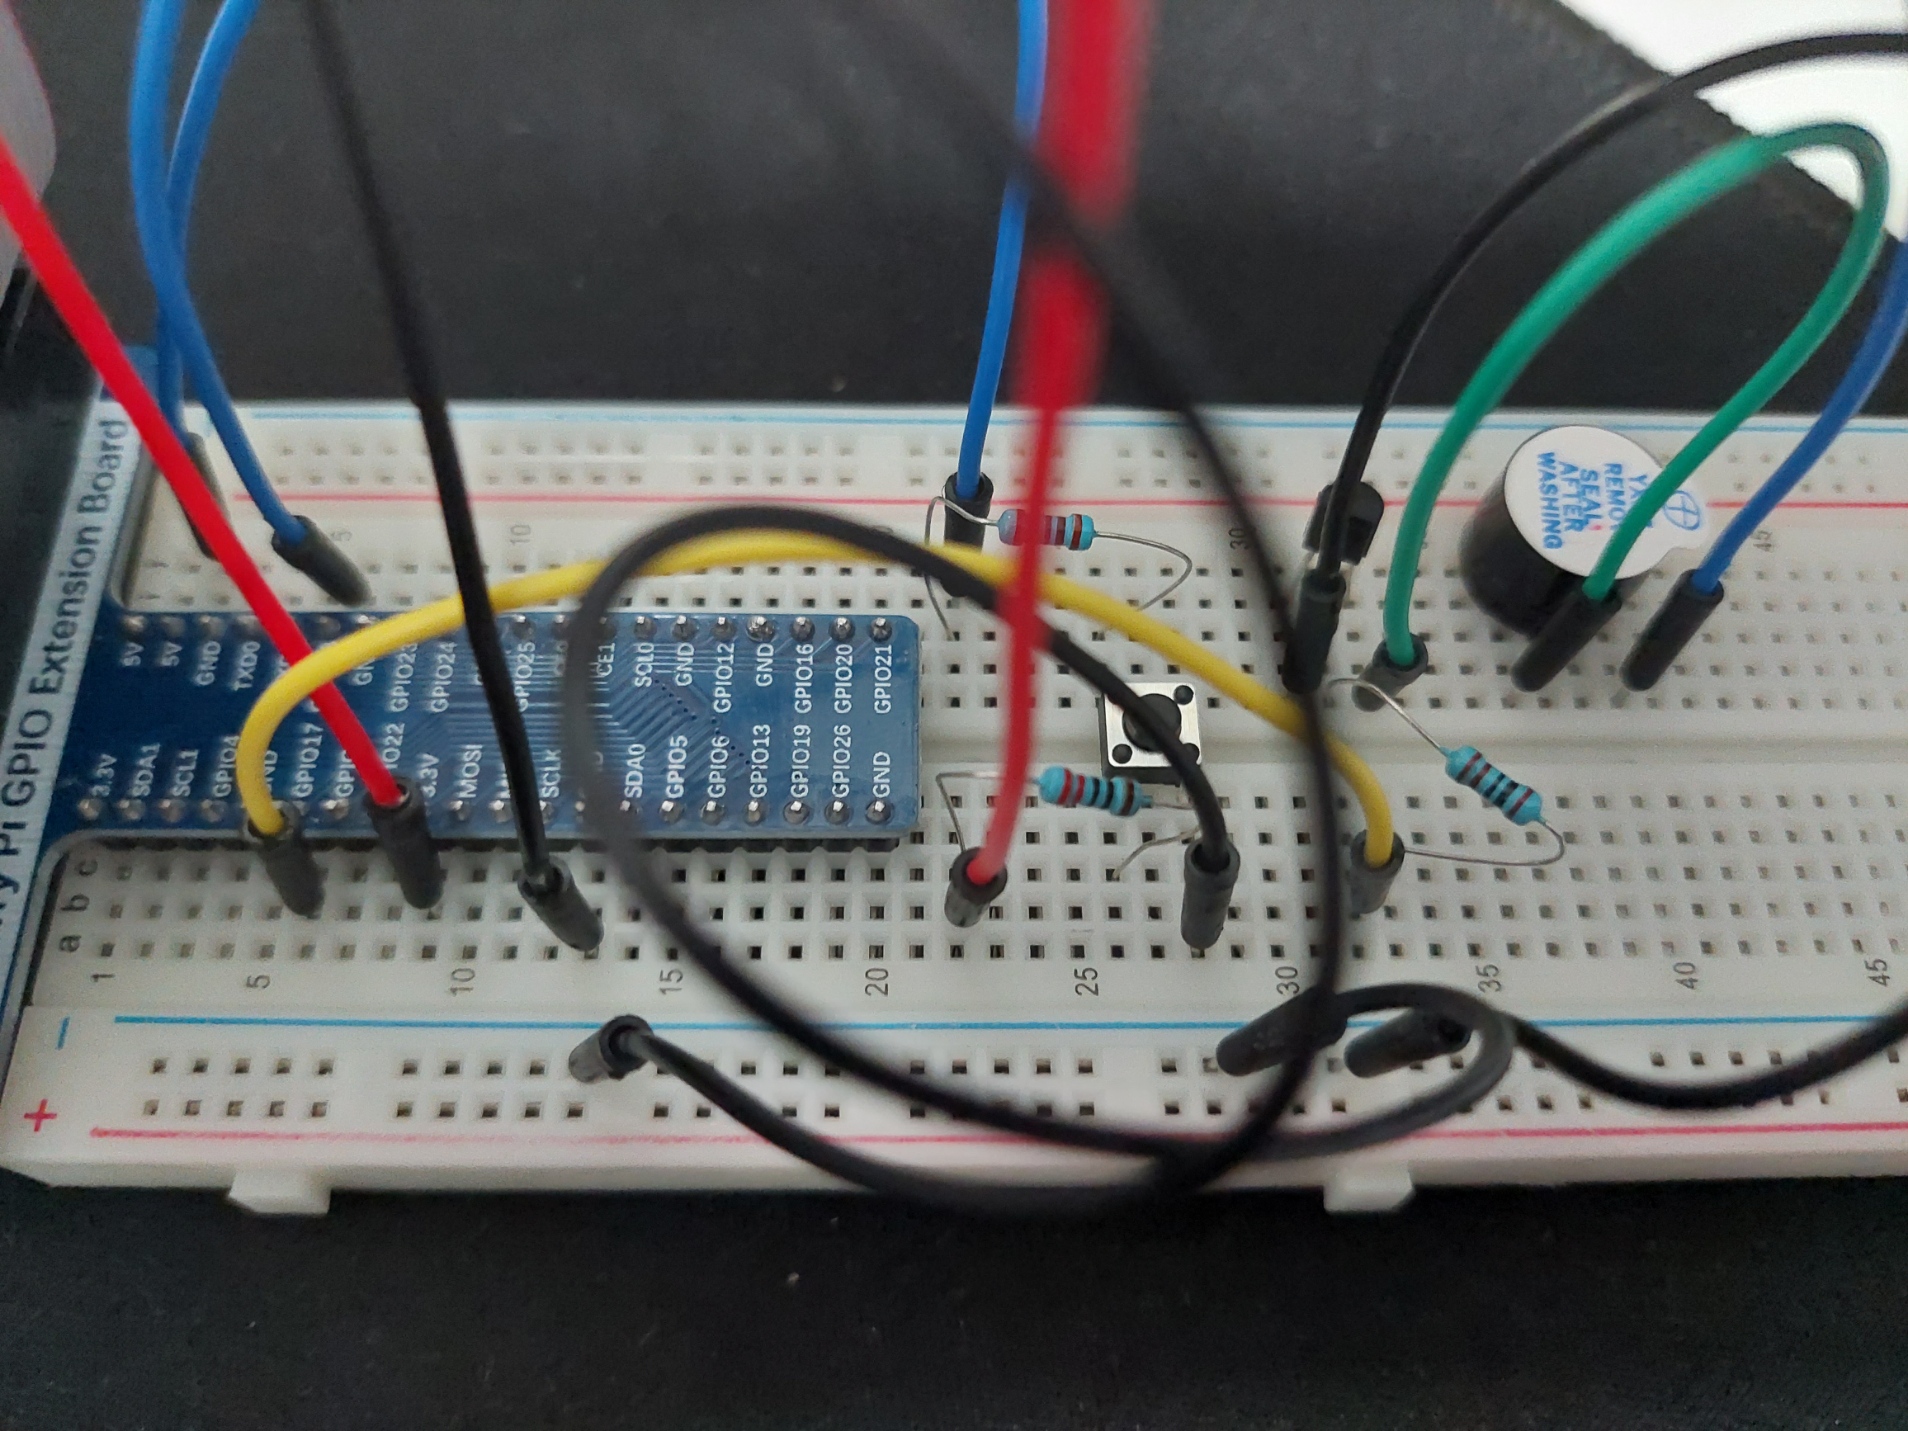 Pi GPIO Extension Board
+ −
a b c
1
3.3V 5V
SDA1 5V
SCL1 GND
GPIO4 TXD0
5
GPIO17
GPIO22 GPIO23
3.3V GPIO24
10 MOSI
GPIO25 10
SCLK
CE1
SDA0 SCL0
15 GPIO5 GND
GPIO6 GPIO12
GPIO13 GND
GPIO19 GPIO16
GPIO26 GPIO20
20 GND GPIO21
25
30
30
35
REMOVE
SEAL
AFTER
WASHING
40
45
45